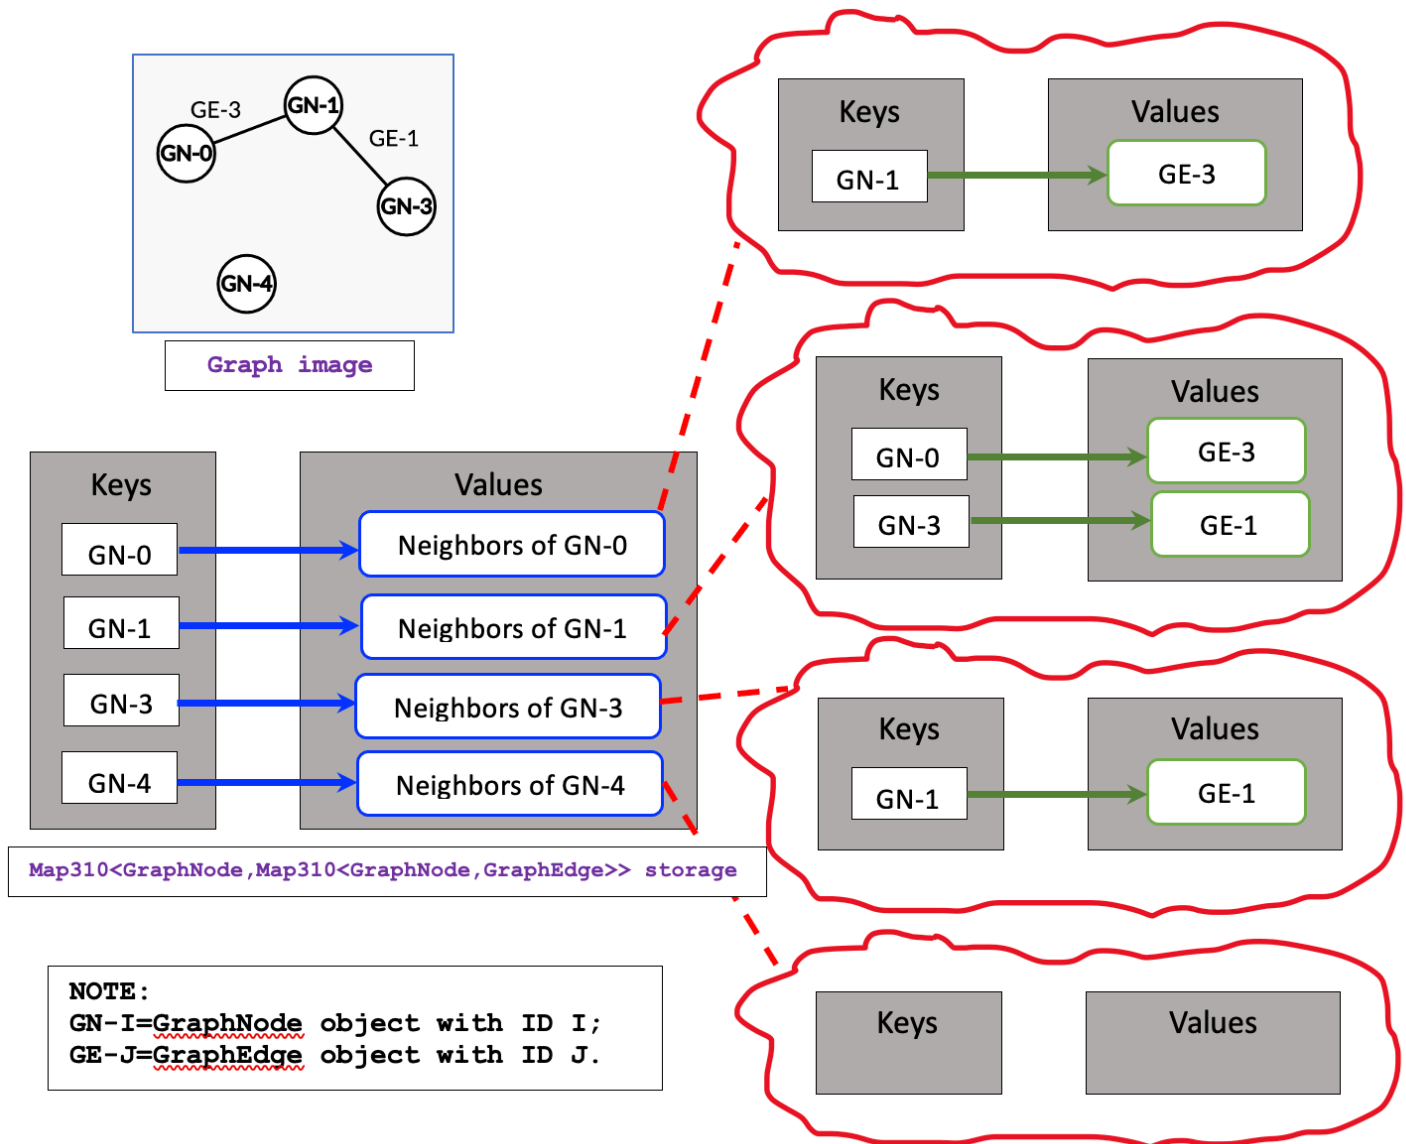 GE-3
GN-1
GE-1
GN-0
GN-3
GN-4
Graph image
Keys
Values
GN-0
Neighbors of GN-0
GN-1
Neighbors of GN-1
GN-3
Neighbors of GN-3
GN-4
Neighbors of GN-4
Map310<GraphNode,Map310<GraphNode,GraphEdge>> storage
NOTE:
GN-I=GraphNode object with ID I;
GE-J=GraphEdge object with ID J.
Keys
Values
GN-1
GE-3
Keys
Values
GN-0
GE-3
GN-3
GE-1
Keys
Values
GN-1
GE-1
Keys
Values